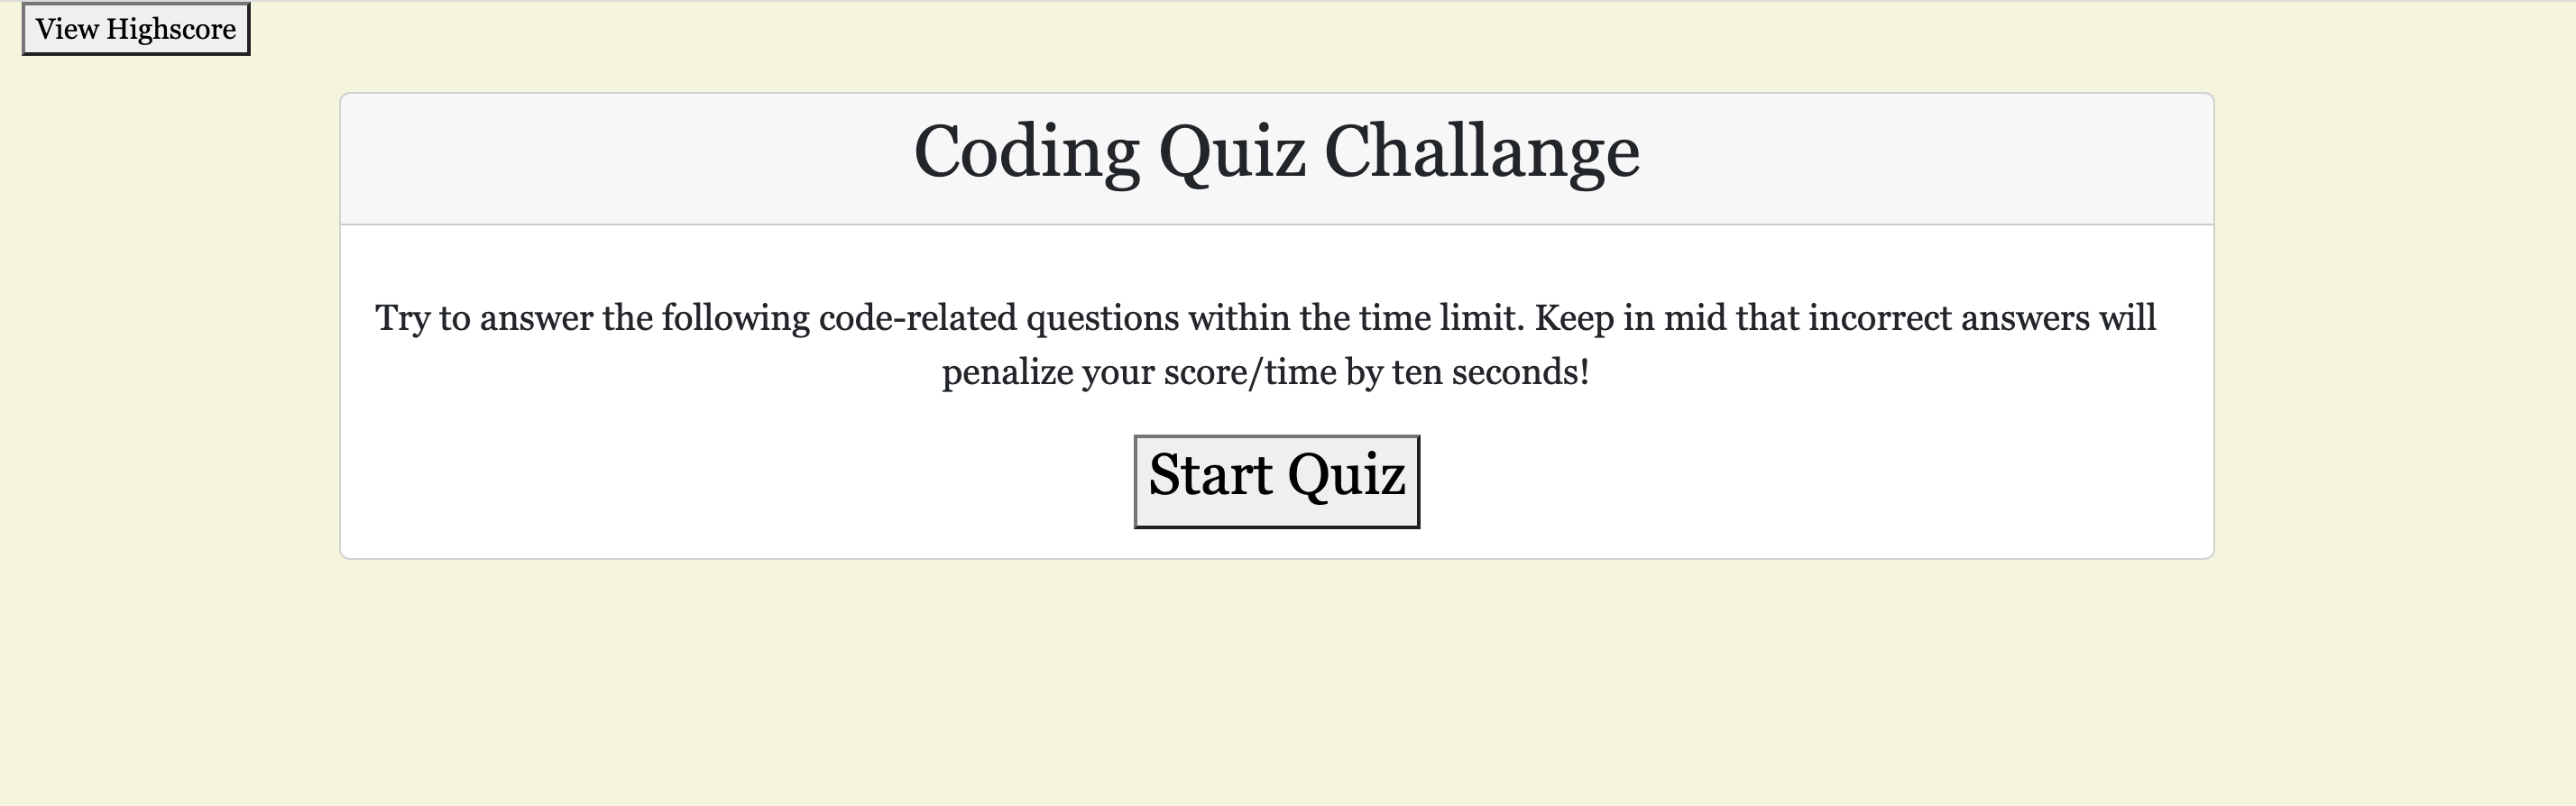 View Highscore
Coding Quiz Challange
Try to answer the following code-related questions within the time limit. Keep in mid that incorrect answers will
penalize your score/time by ten seconds!
Start Quiz